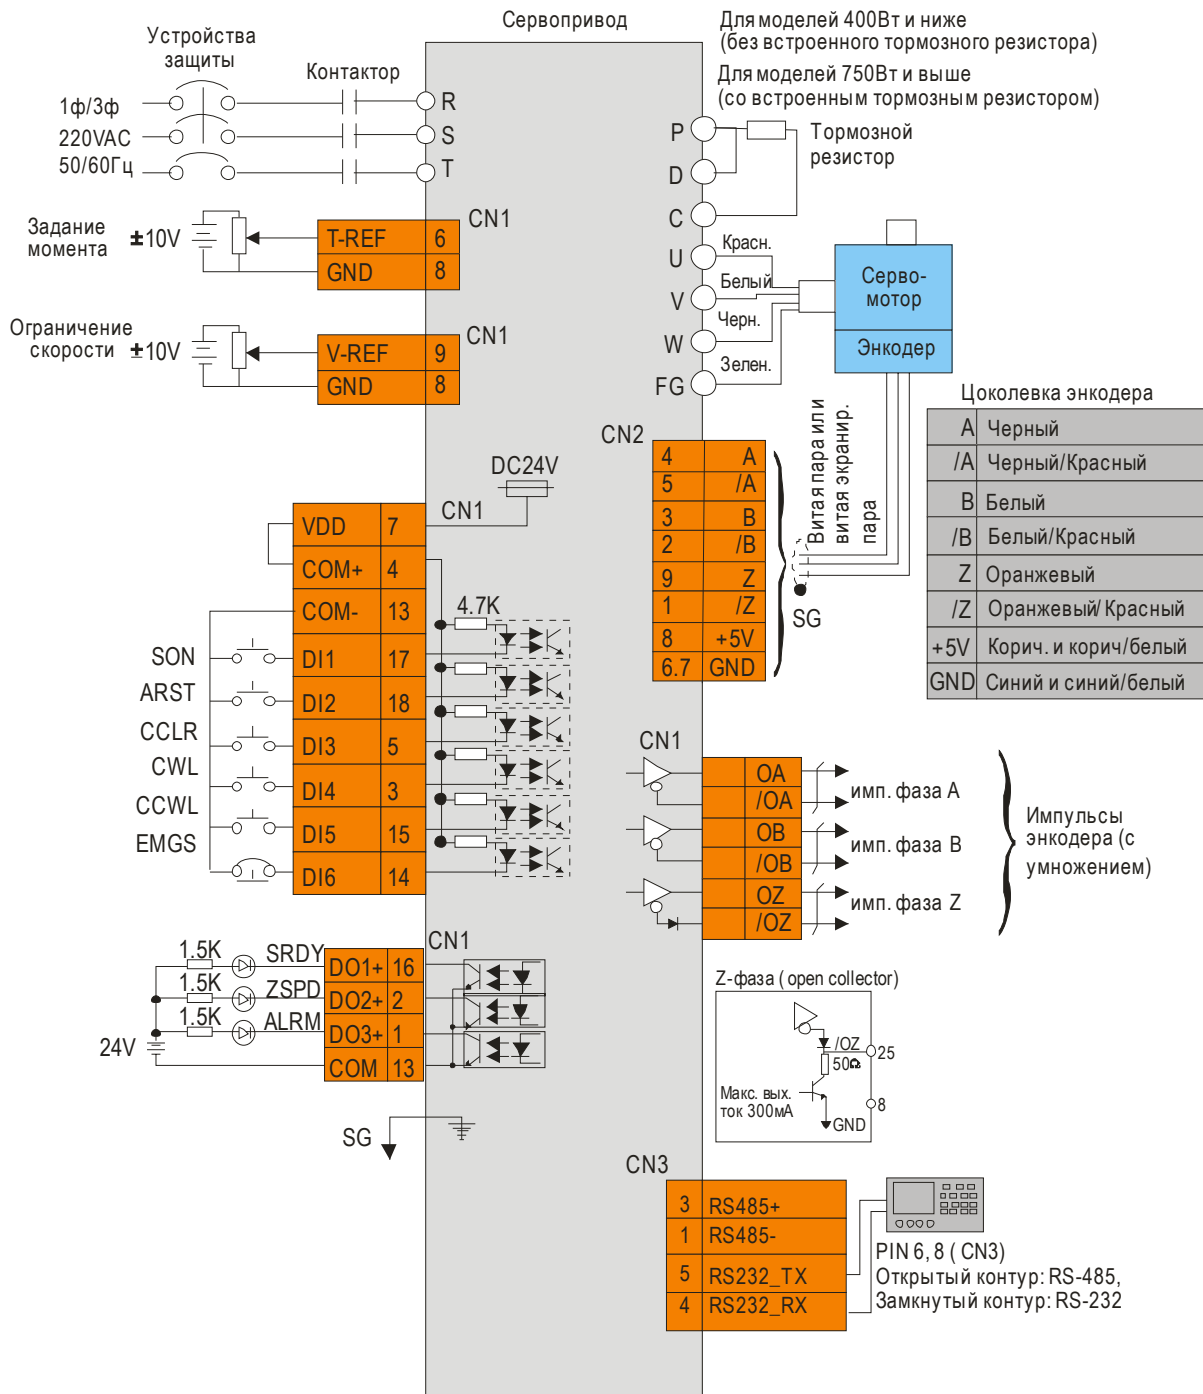 Сервопривод
Для моделей 400Вт и ниже
(без встроенного тормозного резистора)
Для моделей 750Вт и выше
(со встроенным тормозным резистором)
Устройства
защиты
Контактор
1ф/3ф
220VAC
50/60Гц
R
S
T
P
D
C
Тормозной
резистор
Задание
момента
±10V
CN1
T-REF 6
GND 8
Ограничение
скорости
±10V
CN1
V-REF 9
GND 8
U
V
W
FG
Красн.
Белый
Черн.
Зелен.
Серво-
мотор
Энкодер
CN2
4 A
5 /A
3 B
2 /B
9 Z
1 /Z
8 +5V
6.7 GND
Витая пара или
витая экранир.
пара
SG
Цоколевка энкодера
A Черный
/A Черный/Красный
B Белый
/B Белый/Красный
Z Оранжевый
/Z Оранжевый/Красный
+5V Корич. и корич/белый
GND Синий и синий/белый
DC24V
CN1
VDD 7
COM+ 4
COM- 13
DI1 17
DI2 18
DI3 5
DI4 3
DI5 15
DI6 14
4.7K
SON
ARST
CCLR
CWL
CCWL
EMGS
CN1
OA
/OA
OB
/OB
OZ
/OZ
имп. фаза A
имп. фаза B
имп. фаза Z
Импульсы
энкодера (с
умножением)
CN1
1.5K SRDY
1.5K ZSPD
1.5K ALRM
24V
DO1+ 16
DO2+ 2
DO3+ 1
COM 13
SG
Z-фаза ( open collector)
/OZ
50Ω
25
Макс. вых.
ток 300мА
8
GND
CN3
3 RS485+
1 RS485-
5 RS232_TX
4 RS232_RX
PIN 6, 8 ( CN3)
Открытый контур: RS-485,
Замкнутый контур: RS-232